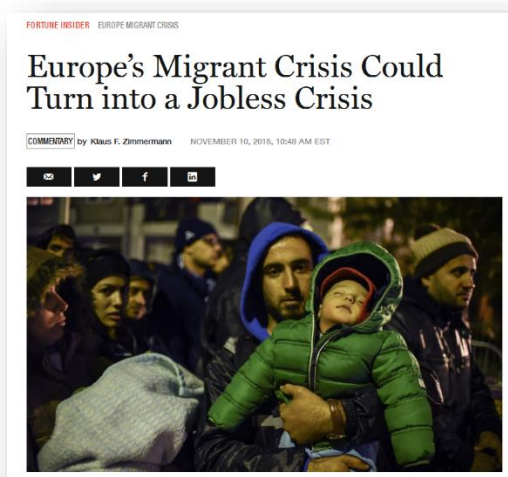 FORTUNE INSIDER EUROPE MIGRANT CRISIS
Europe's Migrant Crisis Could
Turn into a Jobless Crisis
COMMENTARY by Klaus F. Zimmermann NOVEMBER 10, 2015, 10:48 AM EST
f
in